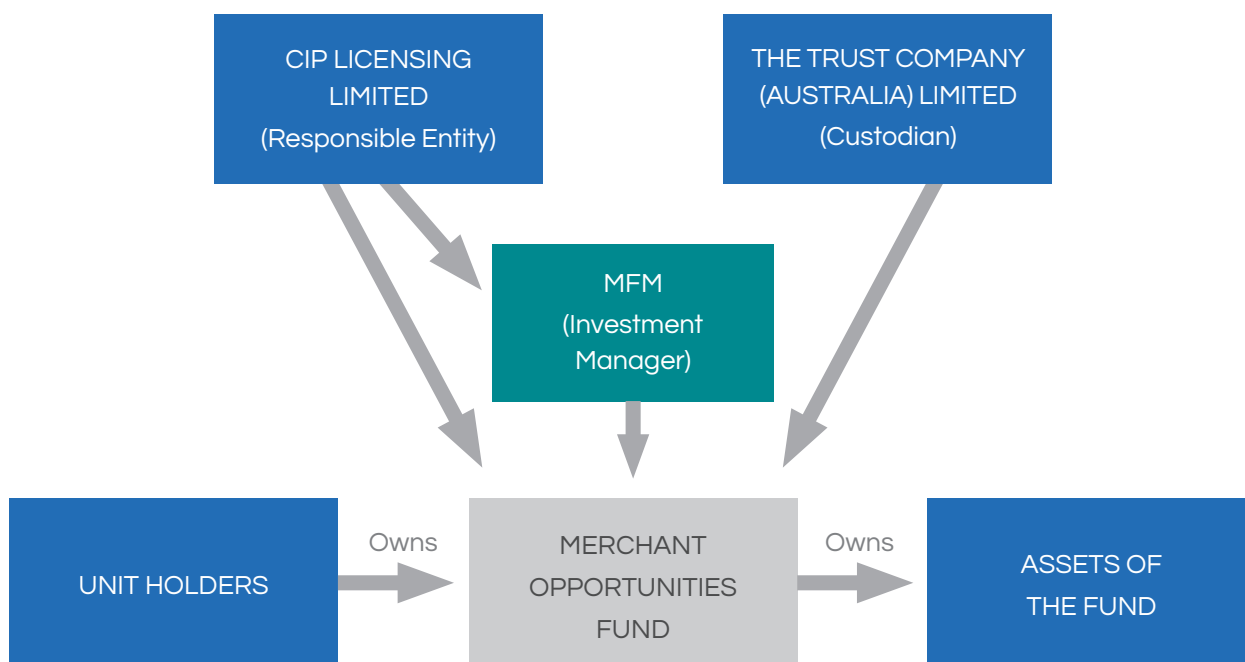 CIP LICENSING
LIMITED
(Responsible Entity)
THE TRUST COMPANY
(AUSTRALIA) LIMITED
(Custodian)
MFM
(Investment
Manager)
UNIT HOLDERS
Owns
MERCHANT
OPPORTUNITIES
FUND
Owns
ASSETS OF
THE FUND